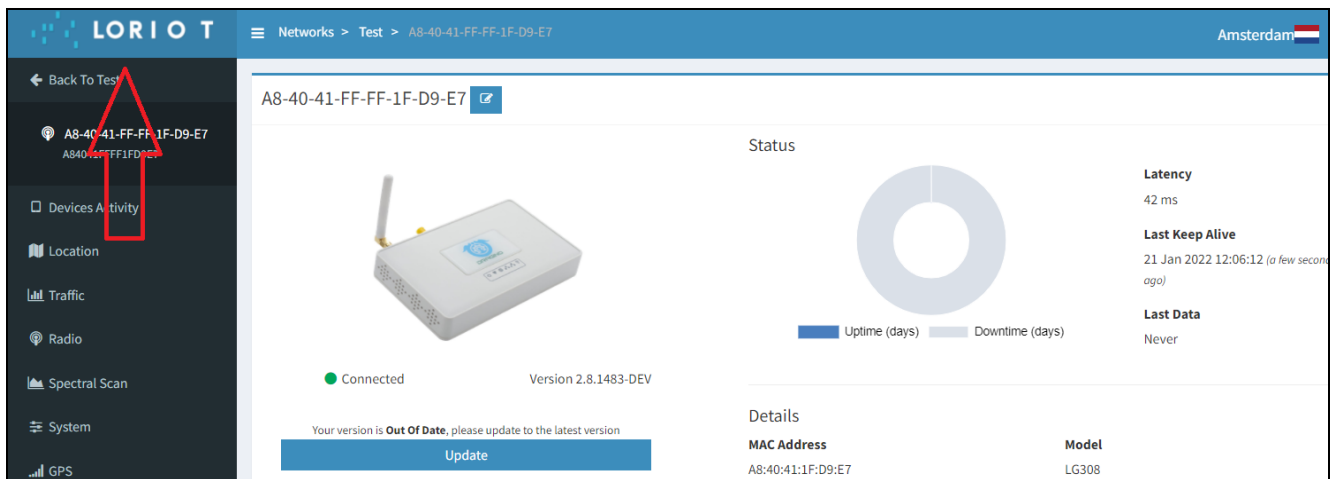 LORIOT
Networks > Test > A8-40-41-FF-FF-1F-D9-E7
Amsterdam
Back To Test
A8-40-41-FF-FF-1F-D9-E7
A84041FFFF1FD9E7
Devices Activity
Location
Traffic
Radio
Spectral Scan
System
GPS
A8-40-41-FF-FF-1F-D9-E7
Connected
Version 2.8.1483-DEV
Your version is Out Of Date, please update to the latest version
Update
Status
Uptime (days)
Downtime (days)
Latency
42 ms
Last Keep Alive
21 Jan 2022 12:06:12 (a few second
ago)
Last Data
Never
Details
MAC Address
A8:40:41:1F:D9:E7
Model
LG308